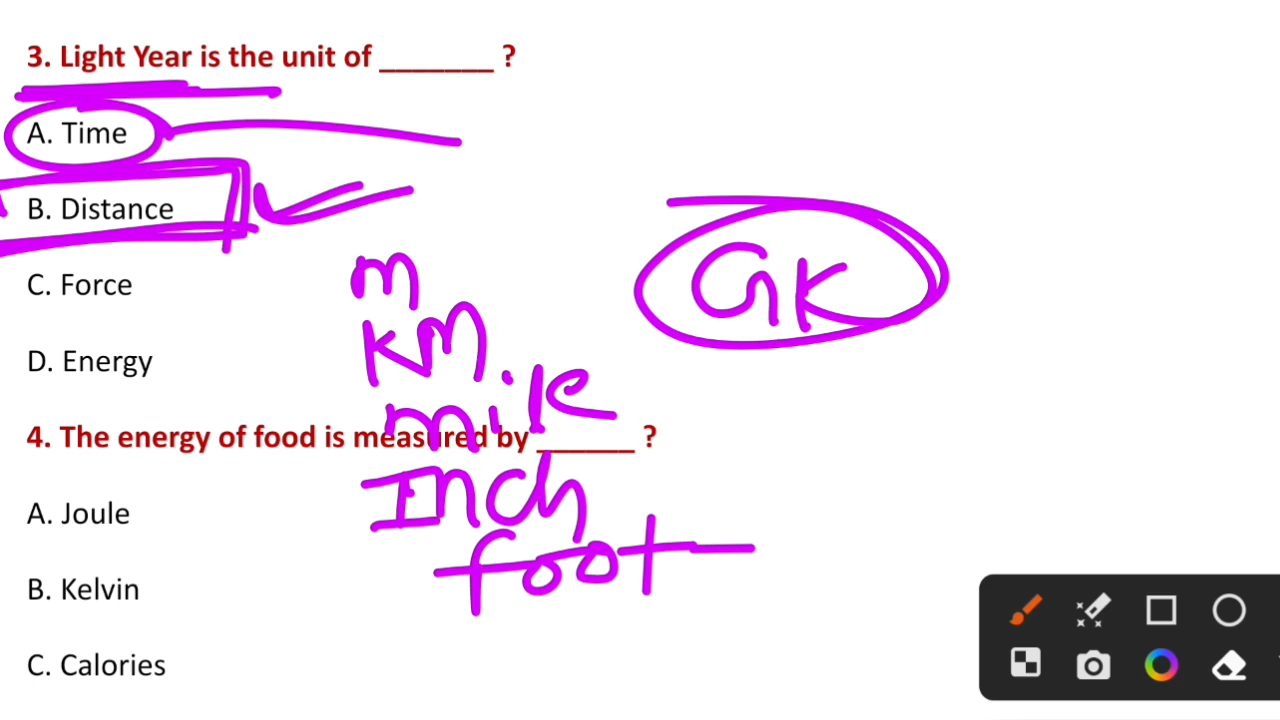 3. Light Year is the unit of _______ ?
A. Time
B. Distance
C. Force
D. Energy
m
KM
mile
Inch
foot
GK
4. The energy of food is measured by ______ ?
A. Joule
B. Kelvin
C. Calories